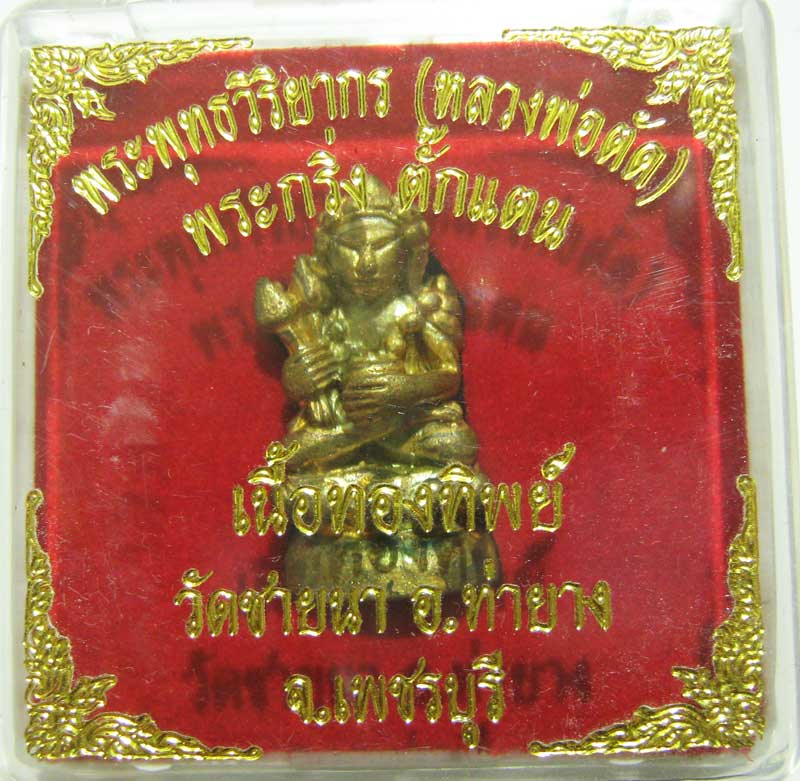 พระพุทธวิริยากร (หลวงพ่อตัด)
พระกริ่ง ตั๊กแตน
เนื้อทองทิพย์
วัดชายนา อ.ท่ายาง
จ.เพชรบุรี